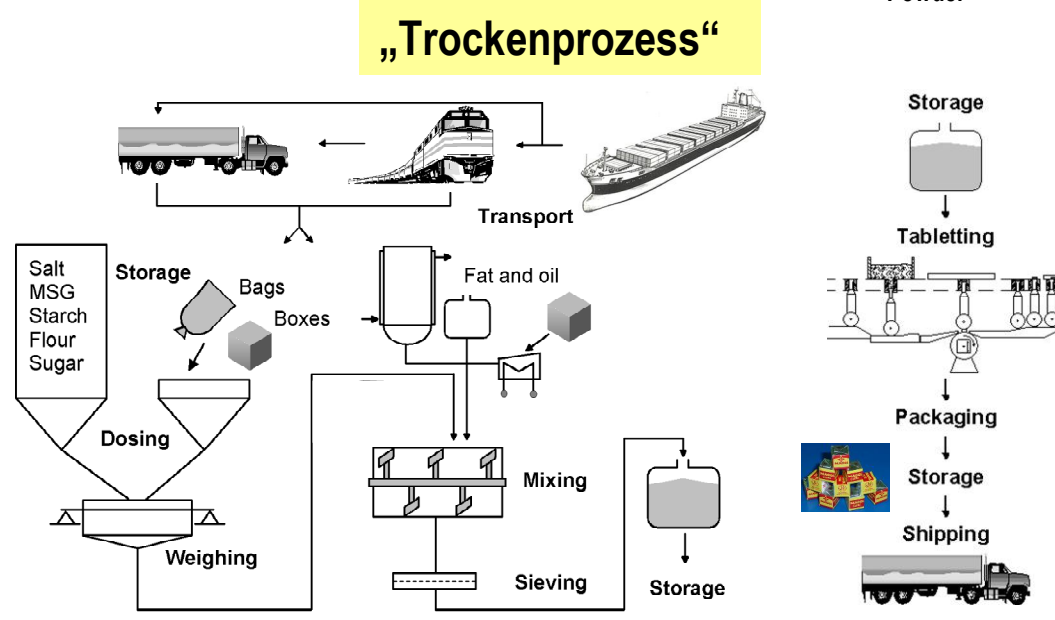 Powder
„Trockenprozess“
Transport
Salt
MSG
Starch
Flour
Sugar
Storage
Bags
Boxes
Fat and oil
Dosing
Weighing
Mixing
Sieving
Storage
Storage
Tabletting
Packaging
Storage
Shipping